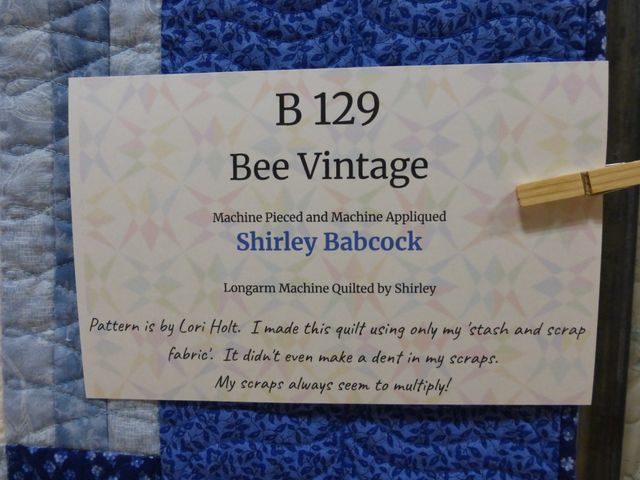 B 129
Bee Vintage
Machine Pieced and Machine Appliqued
Shirley Babcock
Longarm Machine Quilted by Shirley
Pattern is by Lori Holt. I made this quilt using only my 'stash and scrap
fabric'. It didn't even make a dent in my scraps.
My scraps always seem to multiply!